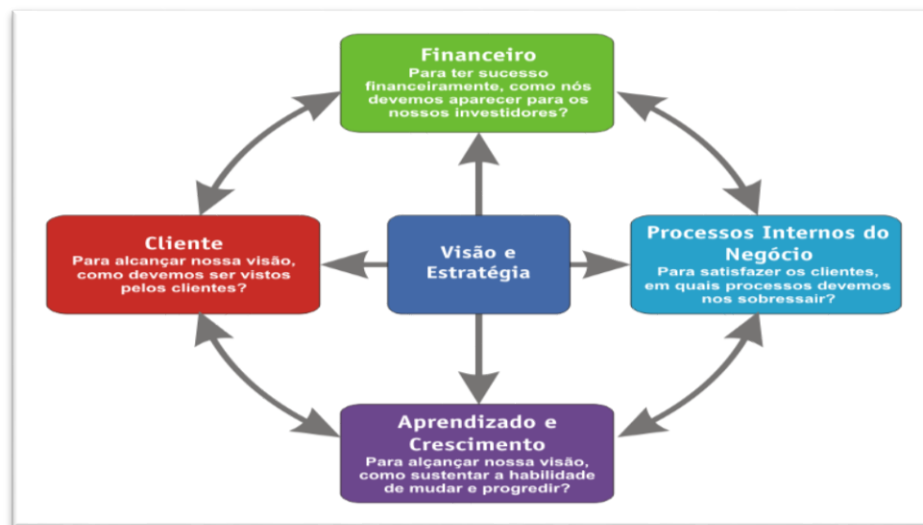 Financeiro
Para ter sucesso
financeiramente, como nós
devemos aparecer para os
nossos investidores?
Cliente
Para alcançar nossa visão,
como devemos ser vistos
pelos clientes?
Visão e
Estratégia
Processos Internos do
Negócio
Para satisfazer os clientes,
em quais processos devemos
nos sobressair?
Aprendizado e
Crescimento
Para alçançar nossa visão,
como sustentar a habilidade
de mudar e progredir?